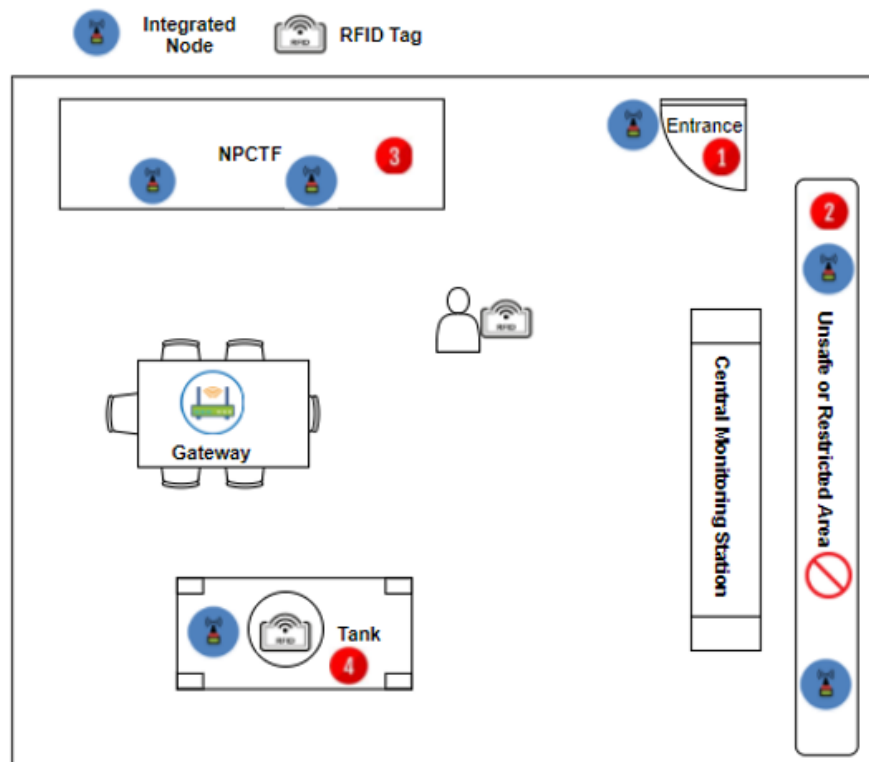 Integrated
Node
RFID
RFID Tag
NPCTF
3
Entrance
1
2
RFID
Unsafe or Restricted Area
Central Monitoring Station
Gateway
RFID
Tank
4